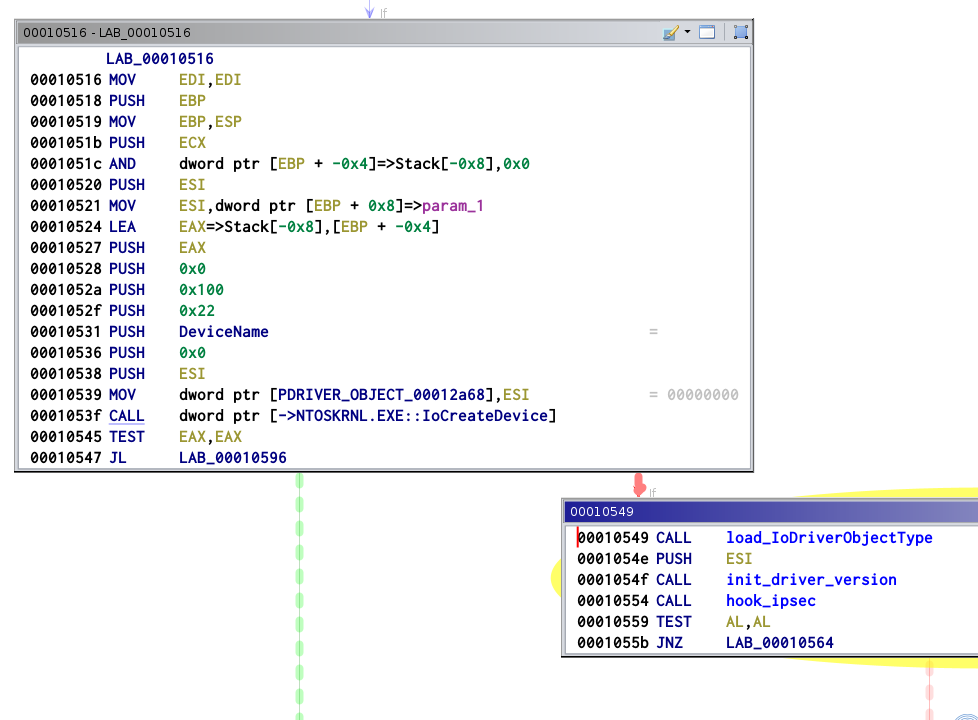 If
00010516 - LAB_00010516
LAB_00010516
00010516 MOV EDI,EDI
00010518 PUSH EBP
00010519 MOV EBP,ESP
0001051b PUSH ECX
0001051c AND dword ptr [EBP + -0x4]=>Stack[-0x8],0x0
00010520 PUSH ESI
00010521 MOV ESI,dword ptr [EBP + 0x8]=>param_1
00010524 LEA EAX=>Stack[-0x8],[EBP + -0x4]
00010527 PUSH EAX
00010528 PUSH 0x0
0001052a PUSH 0x100
0001052f PUSH 0x22
00010531 PUSH DeviceName =
00010536 PUSH 0x0
00010538 PUSH ESI
00010539 MOV dword ptr [PDRIVER_OBJECT_00012a68],ESI = 00000000
0001053f CALL dword ptr [->NTOSKRNL.EXE::IoCreateDevice]
00010545 TEST EAX,EAX
00010547 JL LAB_00010596
If
00010549
00010549 CALL load_IoDriverObjectType
0001054e PUSH ESI
0001054f CALL init_driver_version
00010554 CALL hook_ipsec
00010559 TEST AL,AL
0001055b JNZ LAB_00010564